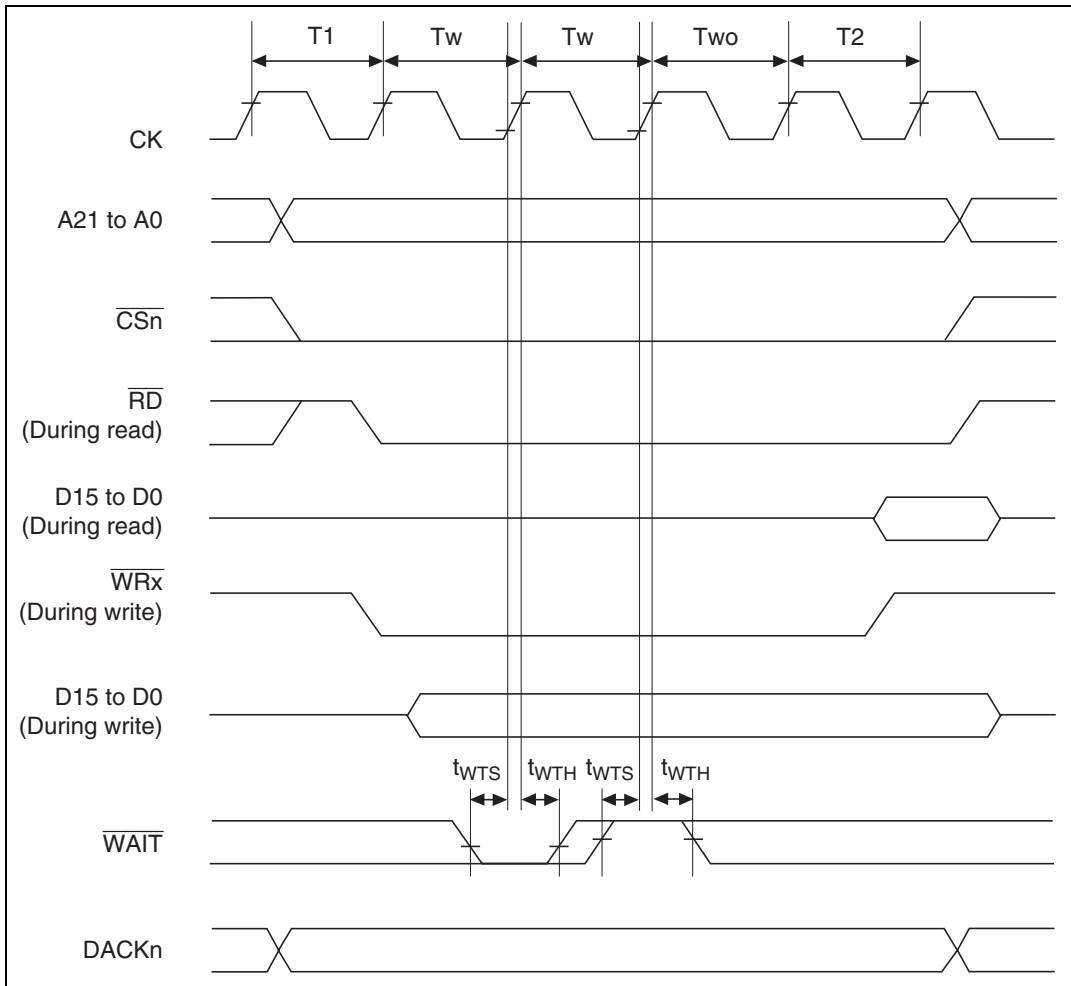 T1 Tw Tw Two T2
CK
A21 to A0
CSn
RD
(During read)
D15 to D0
(During read)
WRx
(During write)
D15 to D0
(During write)
tWTS tWTH tWTS tWTH
WAIT
DACKn